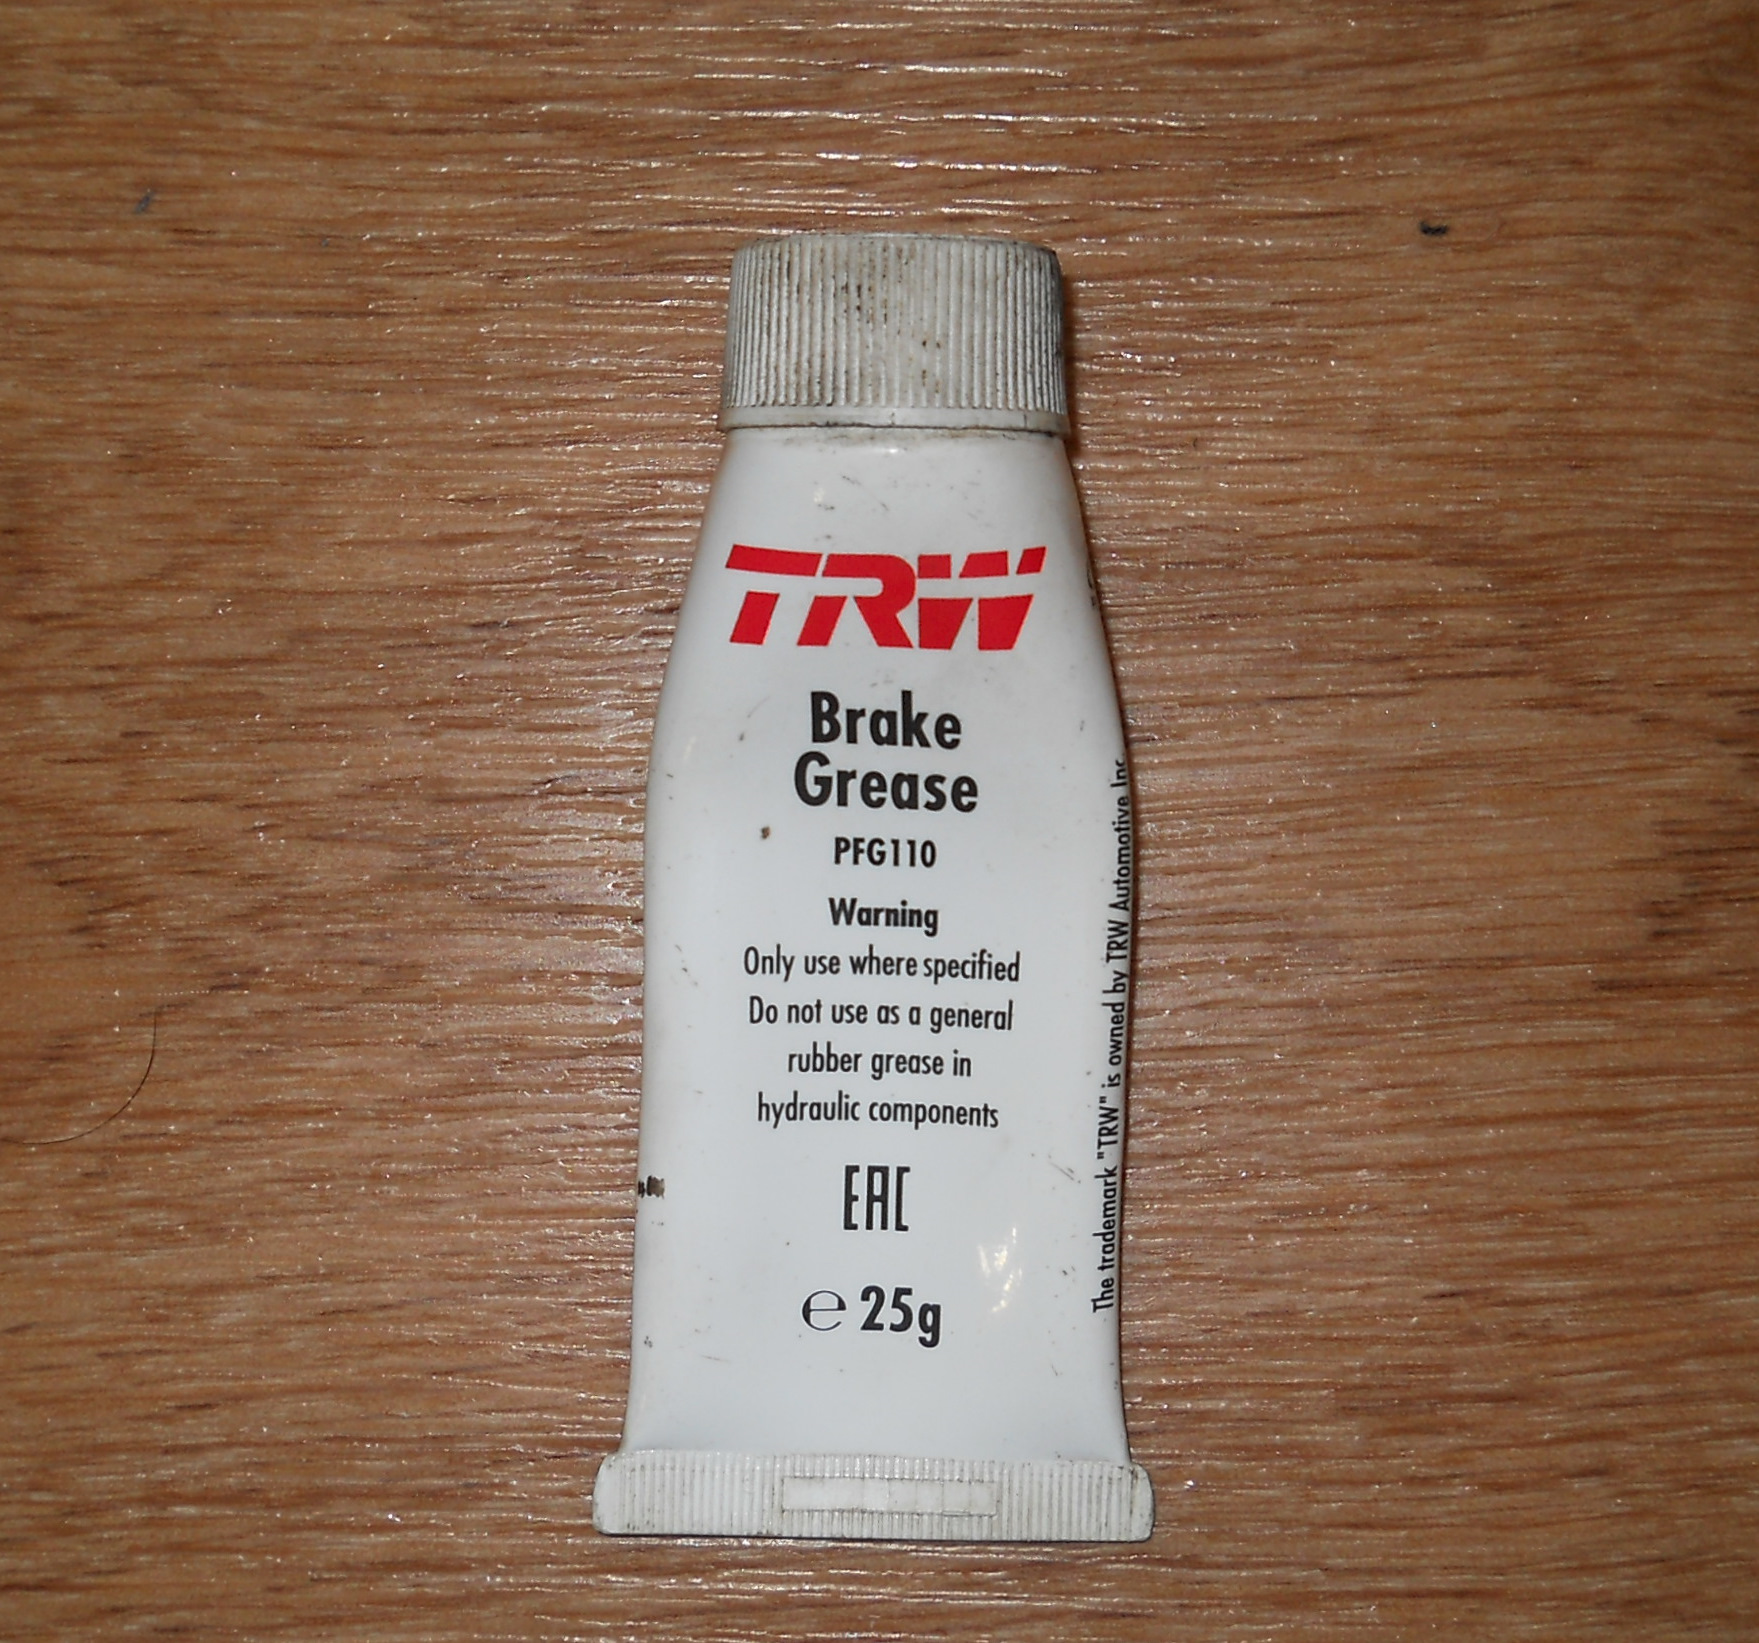 TRW
Brake
Grease
PFG110
Warning
Only use where specified
Do not use as a general
rubber grease in
hydraulic components
EAC
℮ 25g
The trademark "TRW" is owned by TRW Automotive Inc